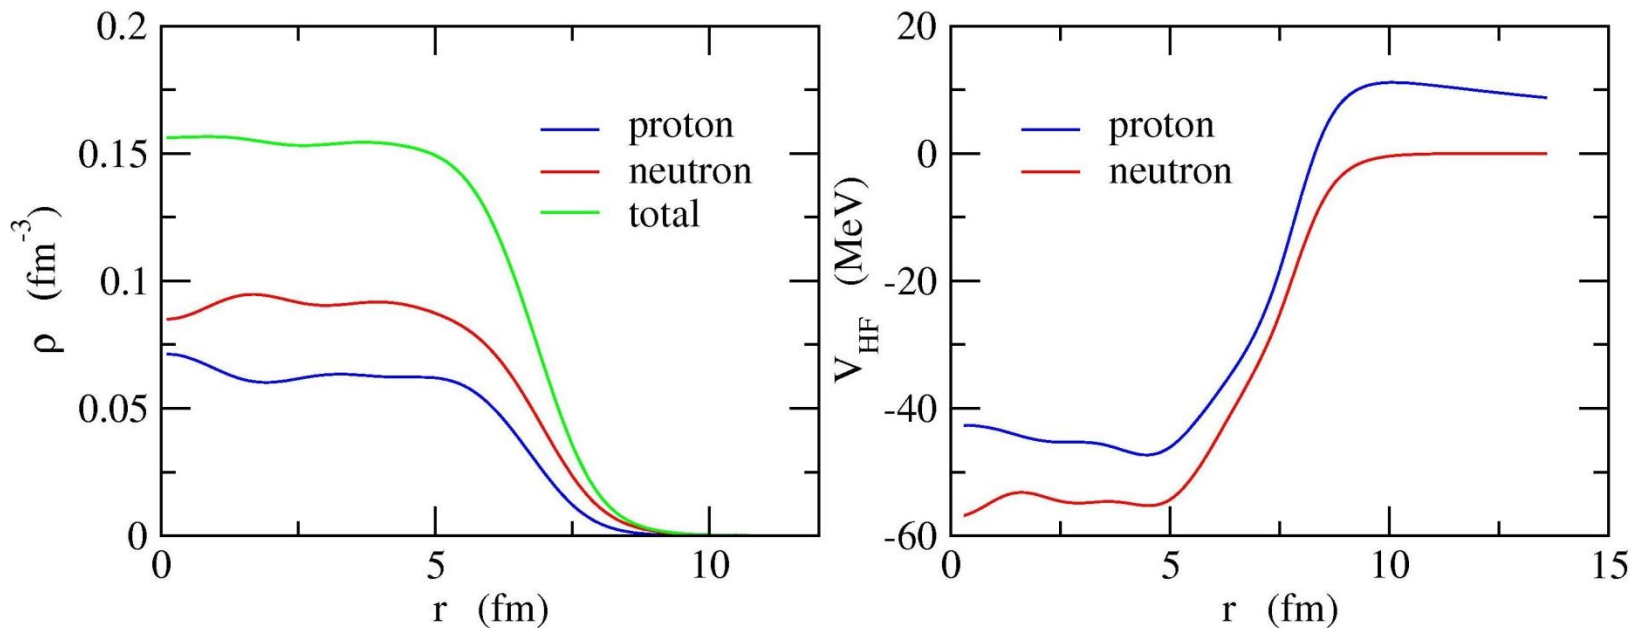 0.2
0.15
0.1
0.05
0
ρ (fm-3)
proton
neutron
total
0 5 10
r (fm)
20
0
-20
-40
-60
VHF (MeV)
proton
neutron
0 5 10 15
r (fm)